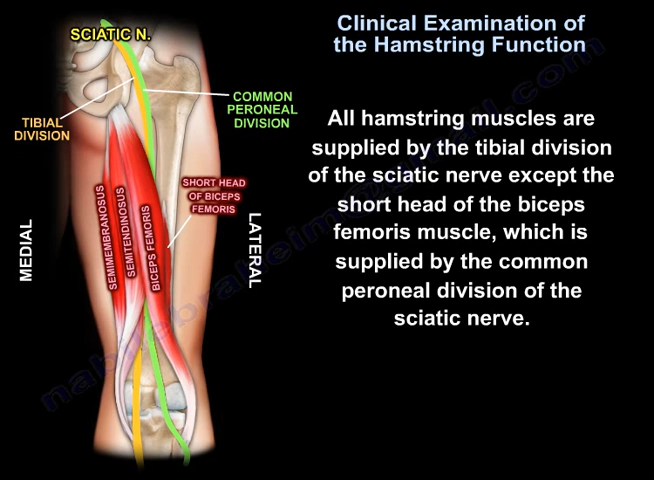 Clinical Examination of
the Hamstring Function
SCIATIC N.
COMMON
PERONEAL
DIVISION
TIBIAL
DIVISION
SHORT HEAD
OF BICEPS
FEMORIS
SEMIMEMBRANOSUS
SEMITENDINOSUS
BICEPS FEMORIS
MEDIAL
LATERAL
All hamstring muscles are
supplied by the tibial division
of the sciatic nerve except the
short head of the biceps
femoris muscle, which is
supplied by the common
peroneal division of the
sciatic nerve.